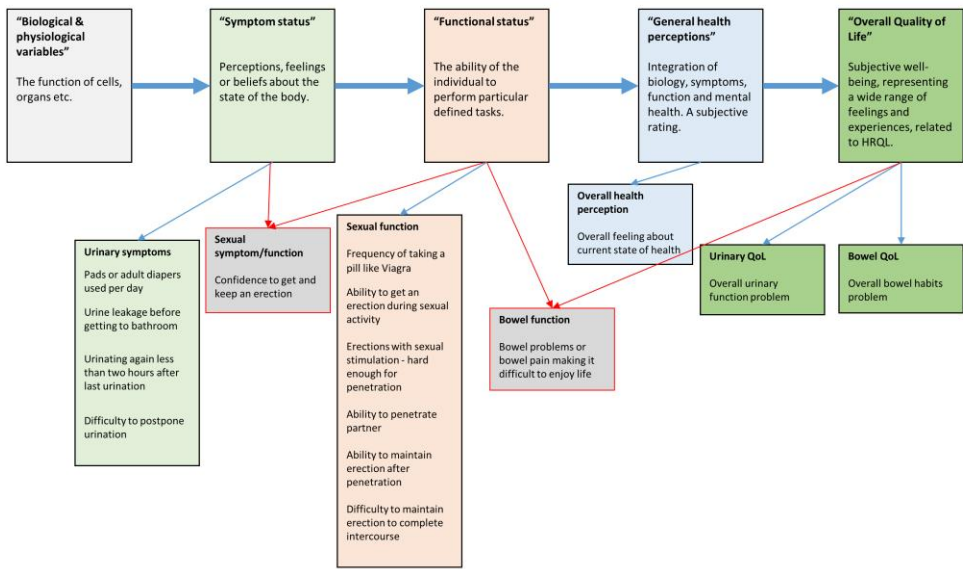 “Biological &
physiological
variables”
The function of cells,
organs etc.
“Symptom status”
Perceptions, feelings
or beliefs about the
state of the body.
“Functional status”
The ability of the
individual to
perform particular
defined tasks.
“General health
perceptions”
Integration of
biology, symptoms,
function and mental
health. A subjective
rating.
“Overall Quality of
Life”
Subjective well-
being, representing
a wide range of
feelings and
experiences, related
to HRQL.
Urinary symptoms
Pads or adult diapers
used per day
Urine leakage before
getting to bathroom
Urinating again less
than two hours after
last urination
Difficulty to postpone
urination
Sexual
symptom/function
Confidence to get and
keep an erection
Sexual function
Frequency of taking a
pill like Viagra
Ability to get an
erection during sexual
activity
Erections with sexual
stimulation - hard
enough for
penetration
Ability to penetrate
partner
Ability to maintain
erection after
penetration
Difficulty to maintain
erection to complete
intercourse
Bowel function
Bowel problems or
bowel pain making it
difficult to enjoy life
Overall health
perception
Overall feeling about
current state of health
Urinary QoL
Overall urinary
function problem
Bowel QoL
Overall bowel habits
problem